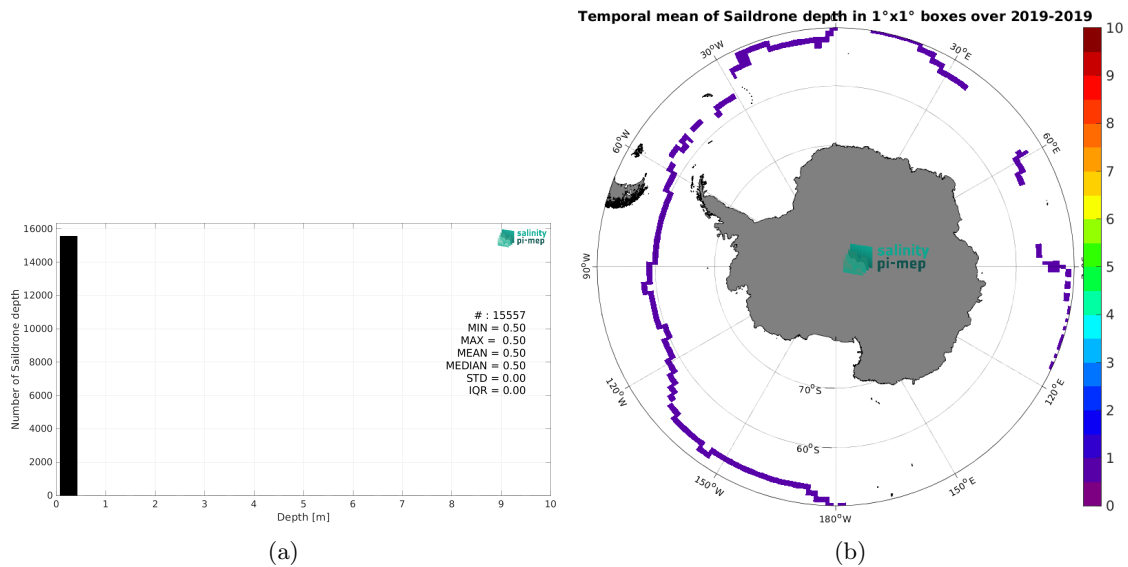 Temporal mean of Saildrone depth in 1°x1° boxes over 2019-2019
16000
14000
12000
10000
8000
6000
4000
2000
0
Number of Saildrone depth
salinity
pi-mep
# : 15557
MIN = 0.50
MAX = 0.50
MEAN = 0.50
MEDIAN = 0.50
STD = 0.00
IQR = 0.00
0 1 2 3 4 5 6 7 8 9 10
Depth [m]
(a)
30°W
30°E
60°W
60°E
90°W
salinity
pi-mep
120°W
120°E
70°S
60°S
150°W
150°E
180°W
10
9
8
7
6
5
4
3
2
1
0
(b)